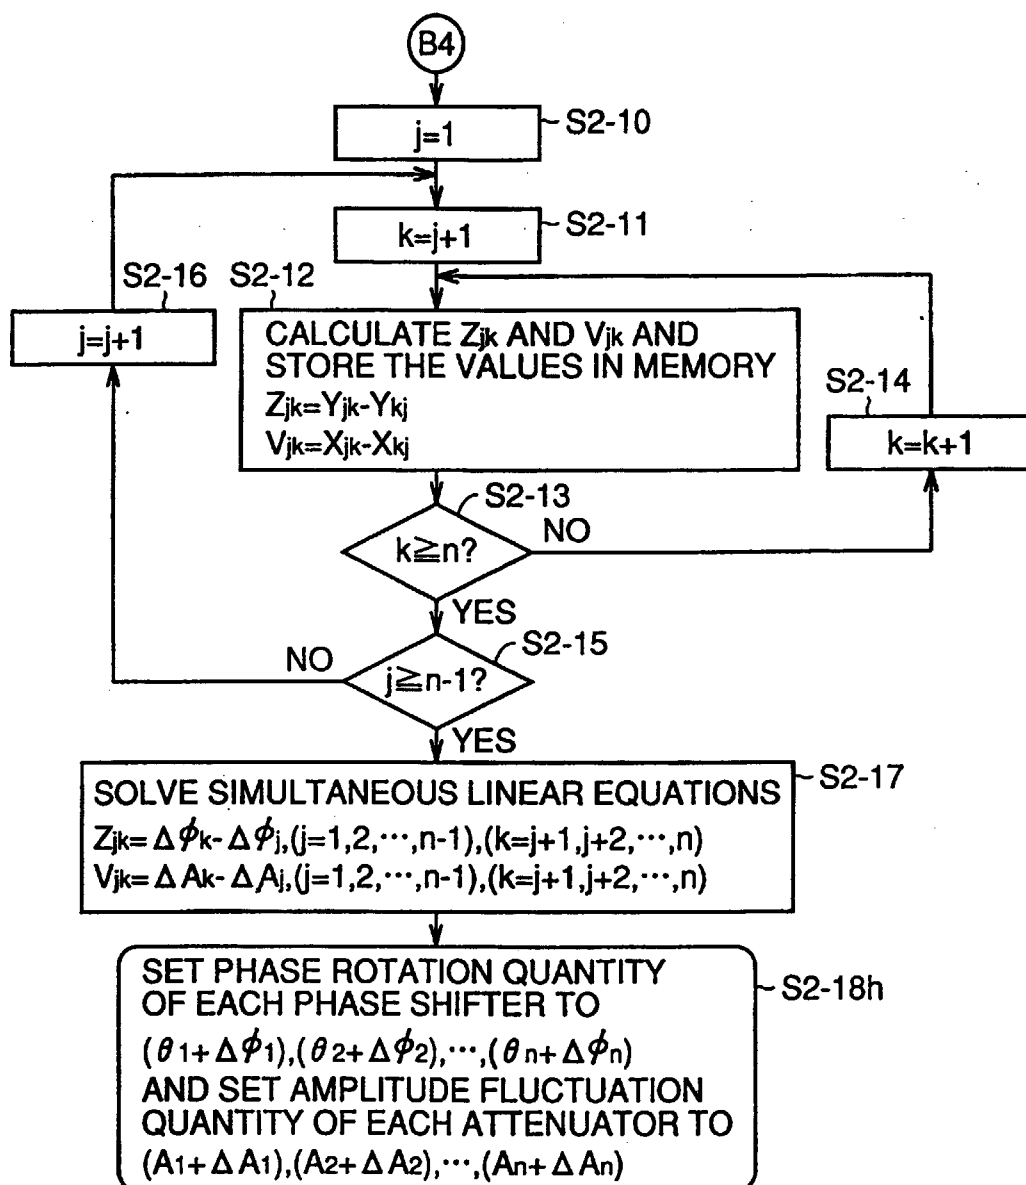 B4
j=1
S2-10
k=j+1
S2-11
S2-16
S2-12
j=j+1
CALCULATE Zjk AND Vjk AND
STORE THE VALUES IN MEMORY
Zjk=Yjk-Ykj
Vjk=Xjk-Xkj
S2-14
k=k+1
S2-13
k≧n?
NO
YES
S2-15
NO
j≧n-1?
YES
S2-17
SOLVE SIMULTANEOUS LINEAR EQUATIONS
Zjk=Δϕk-Δϕj,(j=1,2,⋯,n-1),(k=j+1,j+2,⋯,n)
Vjk=ΔAk-ΔAj,(j=1,2,⋯,n-1),(k=j+1,j+2,⋯,n)
SET PHASE ROTATION QUANTITY
OF EACH PHASE SHIFTER TO
(θ1+Δϕ1),(θ2+Δϕ2),⋯,(θn+Δϕn)
AND SET AMPLITUDE FLUCTUATION
QUANTITY OF EACH ATTENUATOR TO
(A1+ΔA1),(A2+ΔA2),⋯,(An+ΔAn)
S2-18h